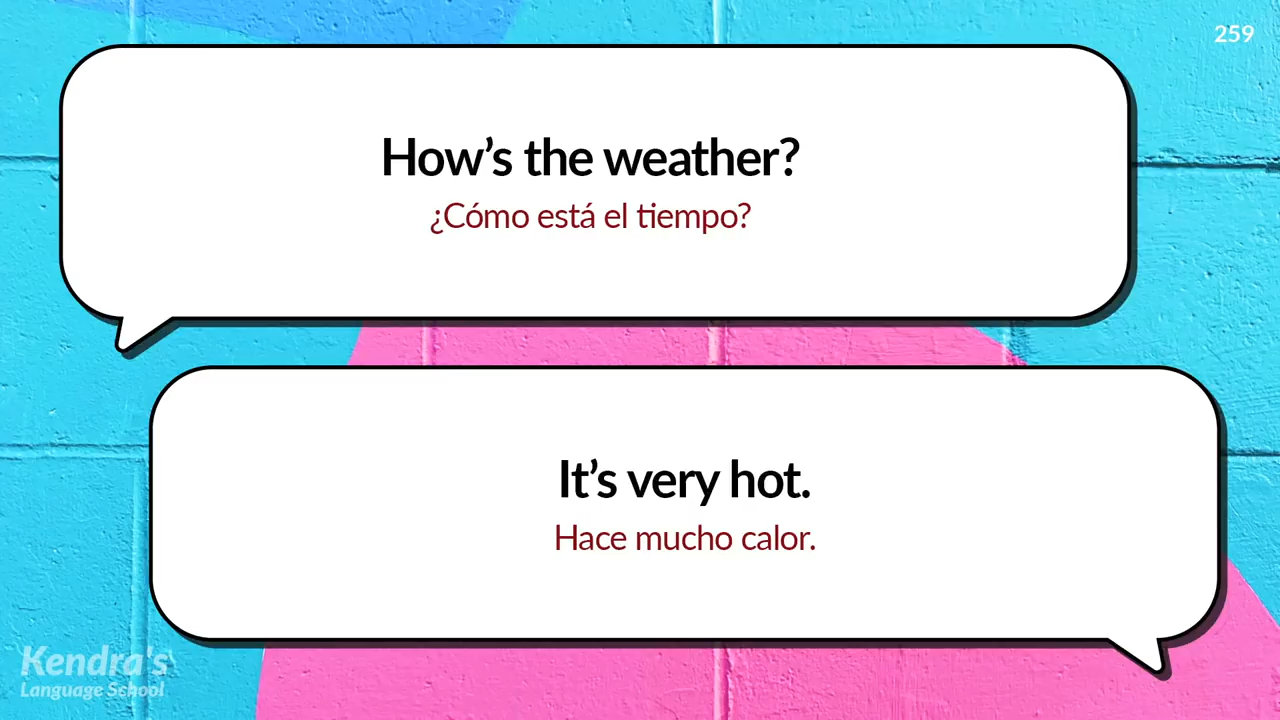 259
How’s the weather?
¿Cómo está el tiempo?
It’s very hot.
Hace mucho calor.
Kendra's
Language School